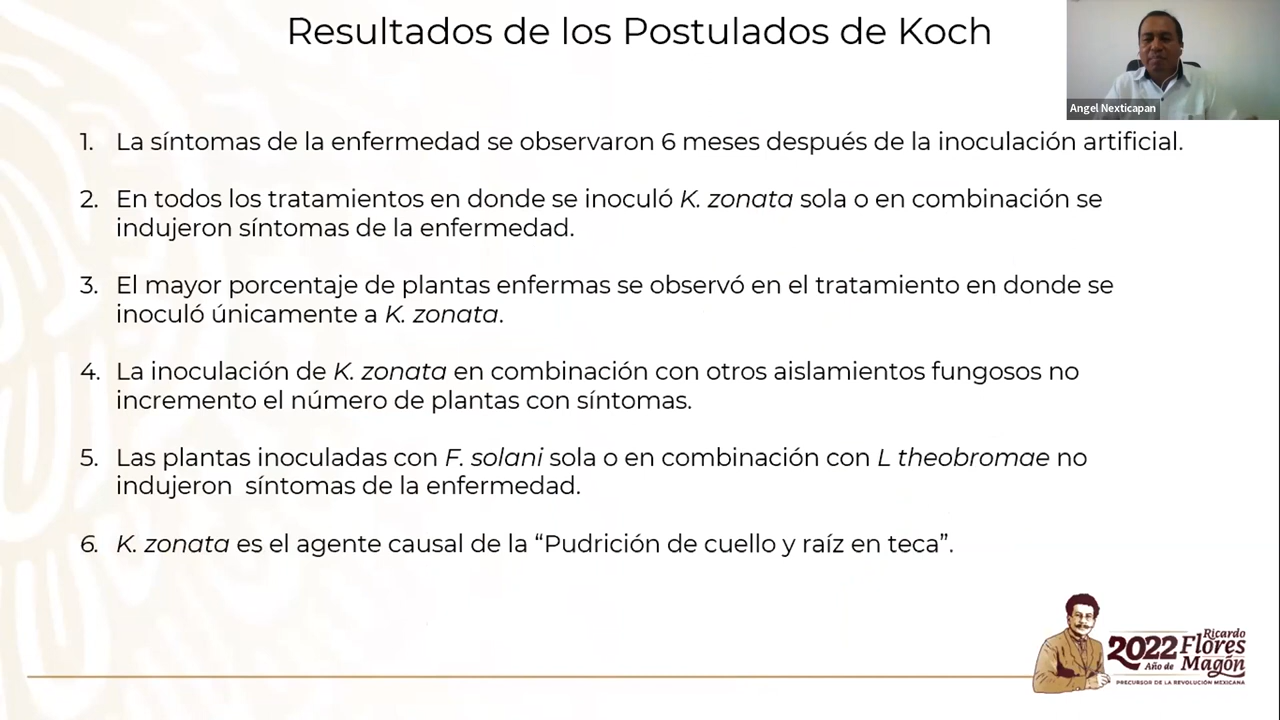 Resultados de los Postulados de Koch
Angel Nexticapan
1. La síntomas de la enfermedad se observaron 6 meses después de la inoculación artificial.
2. En todos los tratamientos en donde se inoculó K. zonata sola o en combinación se
indujeron síntomas de la enfermedad.
3. El mayor porcentaje de plantas enfermas se observó en el tratamiento en donde se
inoculó únicamente a K. zonata.
4. La inoculación de K. zonata en combinación con otros aislamientos fungosos no
incremento el número de plantas con síntomas.
5. Las plantas inoculadas con F. solani sola o en combinación con L theobromae no
indujeron síntomas de la enfermedad.
6. K. zonata es el agente causal de la “Pudrición de cuello y raíz en teca”.
2022 Ricardo
Flores
Año de Magón
PRECURSOR DE LA REVOLUCIÓN MEXICANA